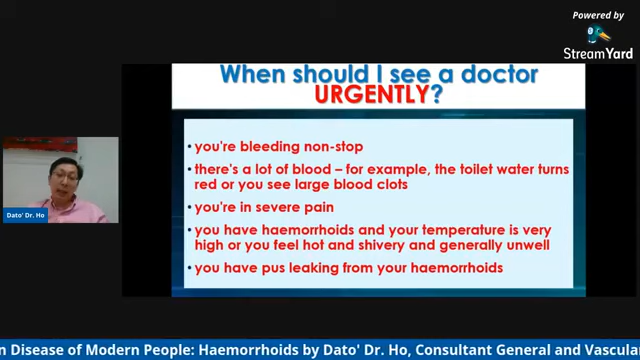 Powered by
StreamYard
When should I see a doctor
URGENTLY?
• you're bleeding non-stop
• there's a lot of blood – for example, the toilet water turns
red or you see large blood clots
• you're in severe pain
• you have haemorrhoids and your temperature is very
high or you feel hot and shivery and generally unwell
• you have pus leaking from your haemorrhoids
Dato' Dr. Ho
n Disease of Modern People: Haemorrhoids by Dato' Dr. Ho, Consultant General and Vascula